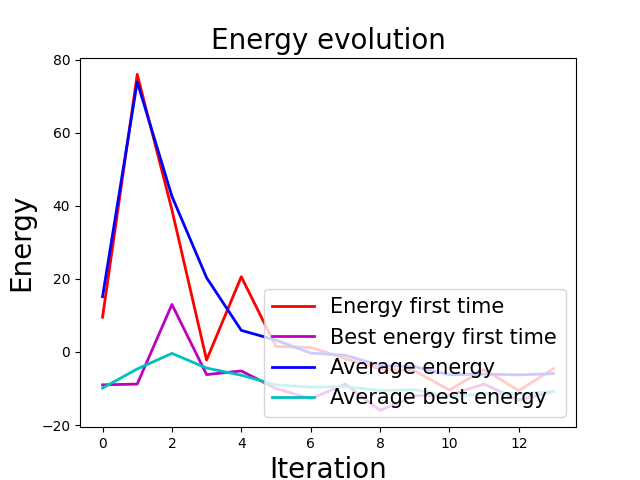 Energy evolution
80
60
40
20
0
−20
Energy
Energy first time
Best energy first time
Average energy
Average best energy
0 2 4 6 8 10 12
Iteration